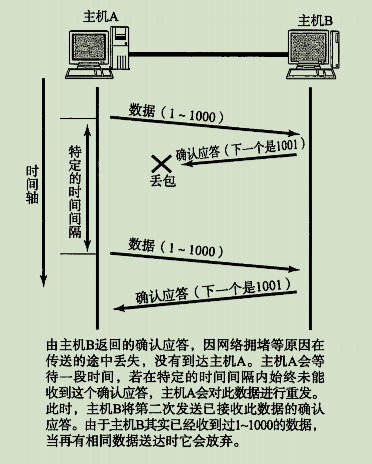 主机A
主机B
数据（1～1000）
确认应答（下一个是1001）
丢包
特定的时间间隔
时间轴
数据（1～1000）
确认应答（下一个是1001）
由主机B返回的确认应答，因网络拥堵等原因在
传送的途中丢失，没有到达主机A。主机A会等
待一段时间，若在特定的时间间隔内始终未能
收到这个确认应答，主机A会对此数据进行重发。
此时，主机B将第二次发送已接收此数据的确认
应答。由于主机B其实已经收到过1~1000的数据，
当再有相同数据送达时它会放弃。